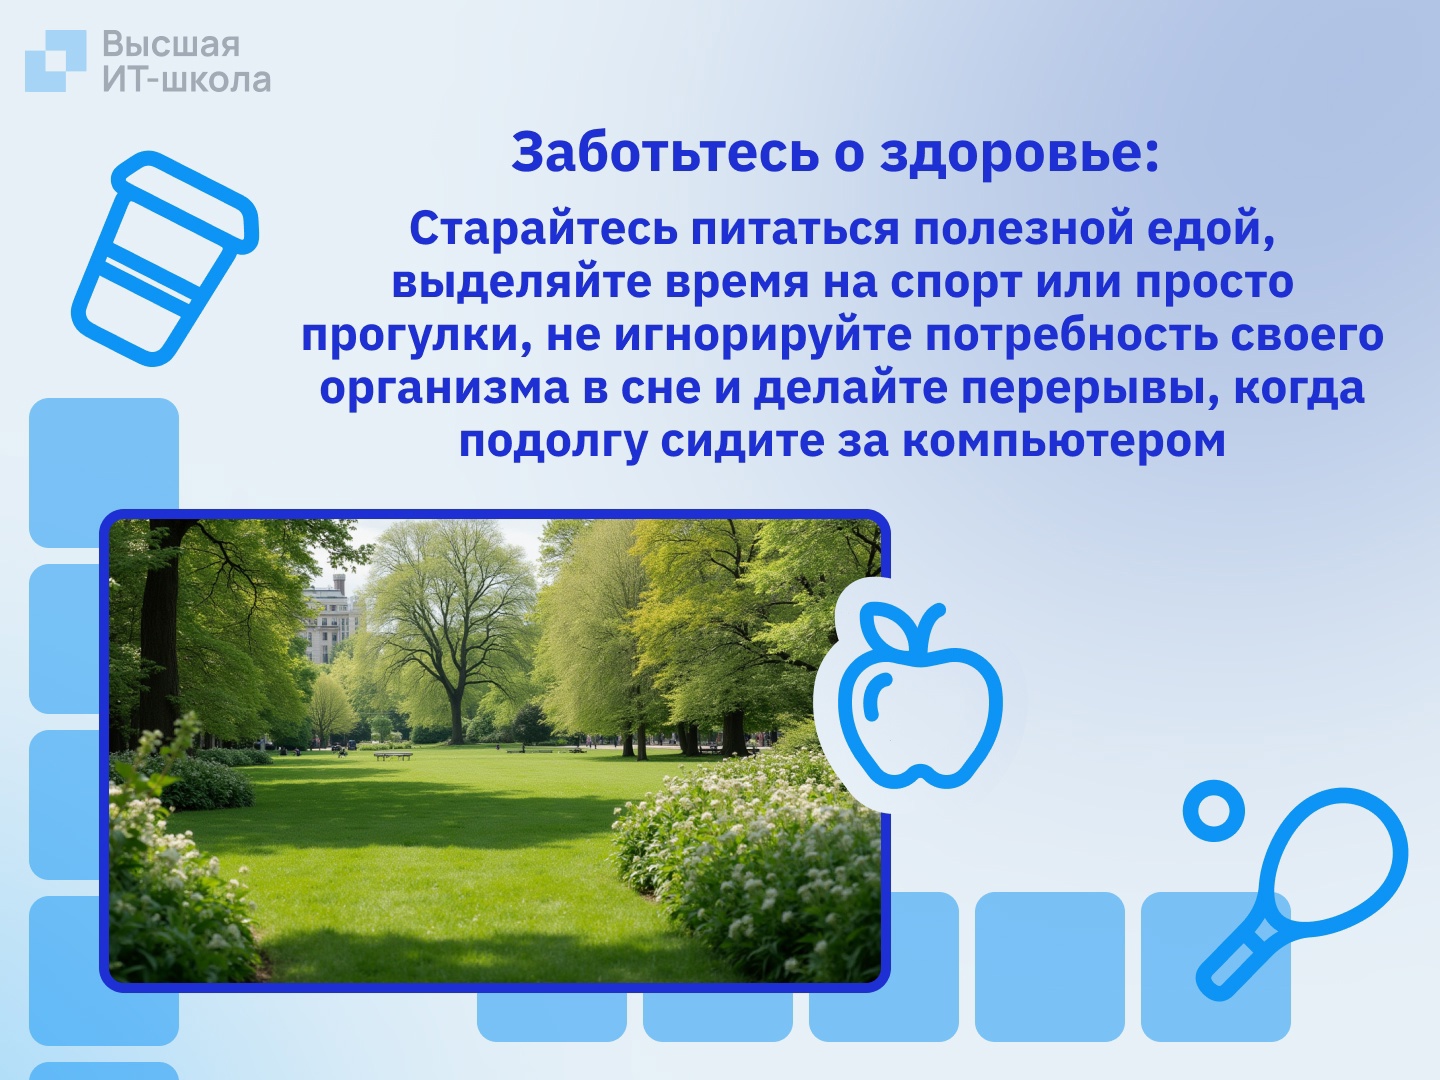 Высшая
ИТ-школа
Заботьтесь о здоровье:
Старайтесь питаться полезной едой,
выделяйте время на спорт или просто
прогулки, не игнорируйте потребность своего
организма в сне и делайте перерывы, когда
подолгу сидите за компьютером